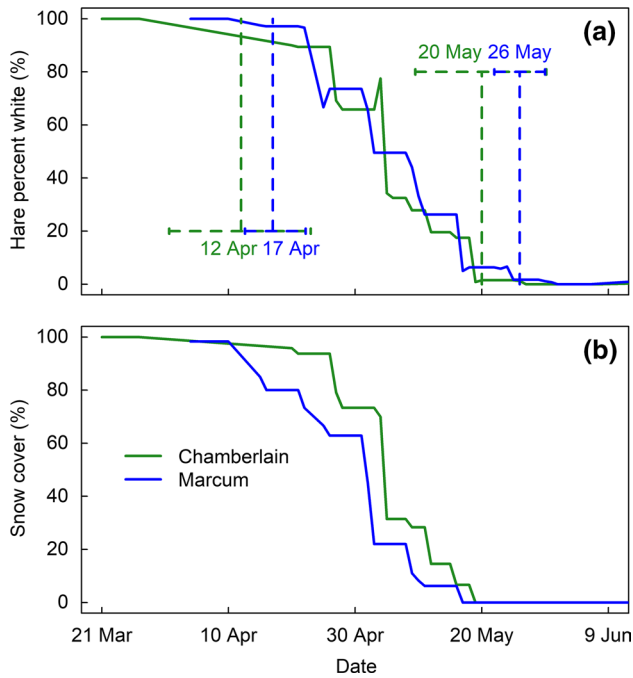 (a)
100
80
60
40
20
0
Hare percent white (%)
20 May 26 May
12 Apr 17 Apr
(b)
100
80
60
40
20
0
Snow cover (%)
Chamberlain
Marcum
21 Mar 10 Apr 30 Apr 20 May 9 Jun
Date